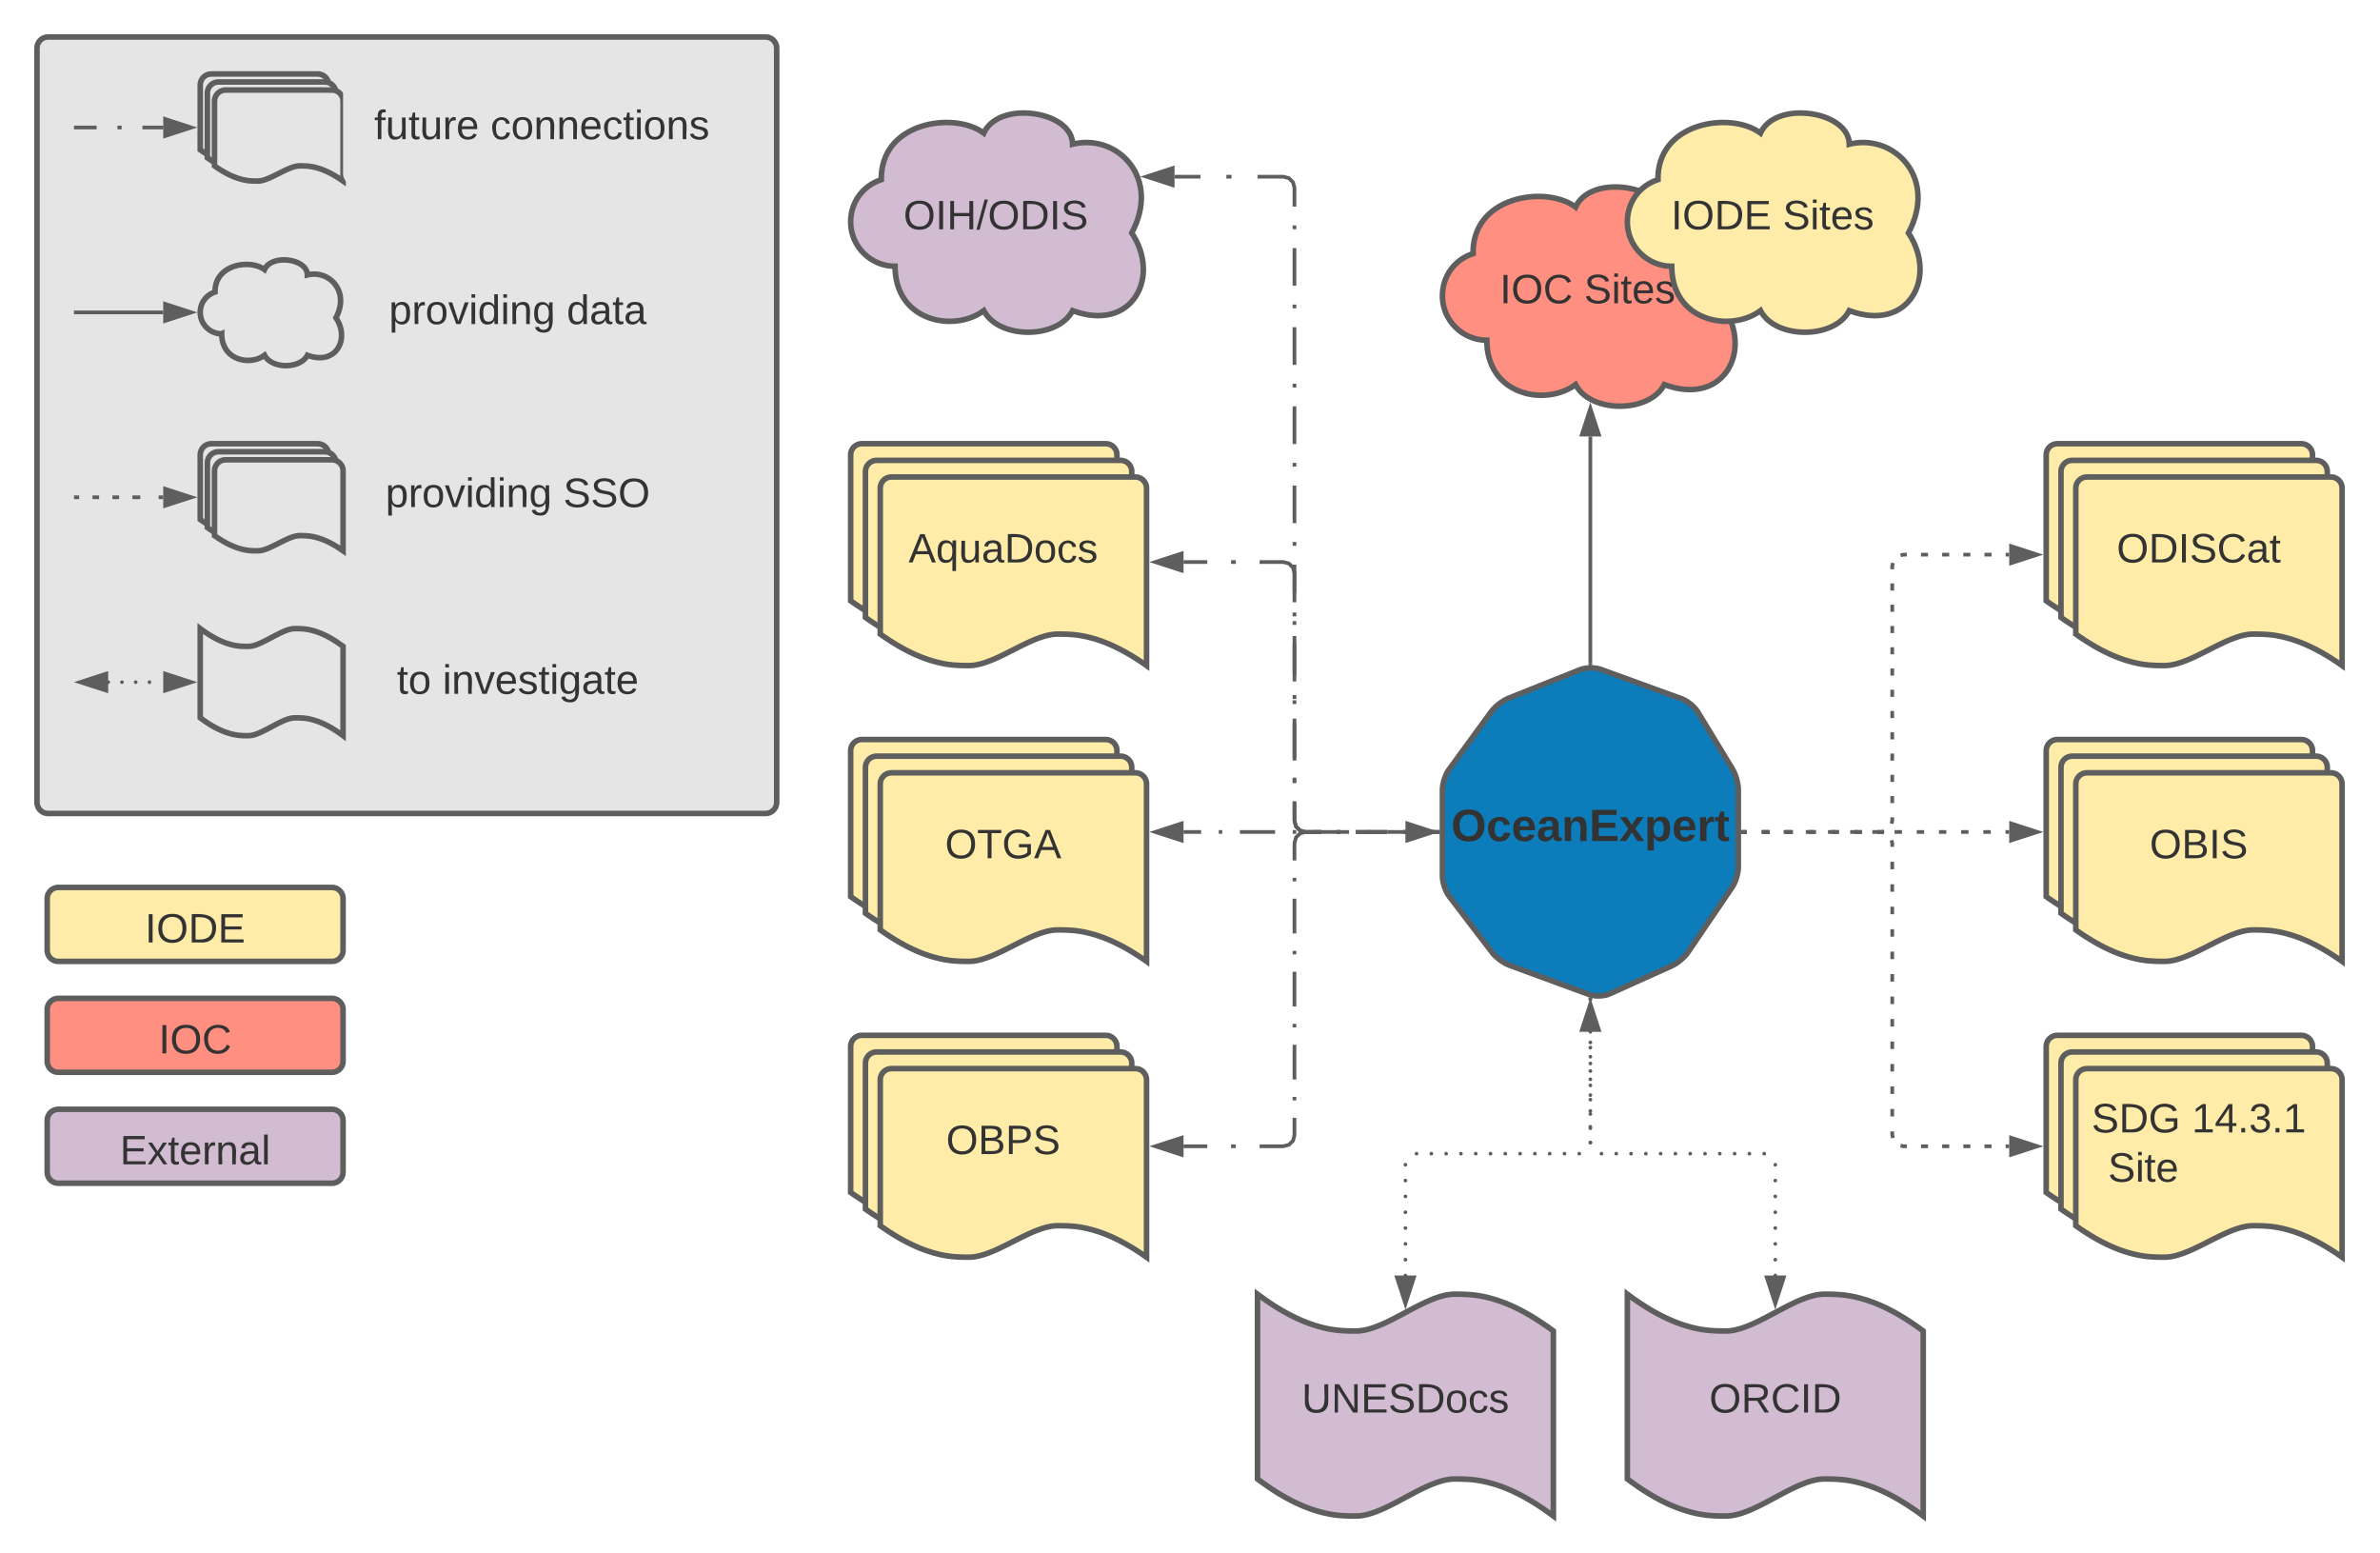 future connections
providing data
providing SSO
to investigate
IODE
IOC
External
OIH/ODIS
IOC Sites
IODE Sites
AquaDocs
OTGA
OBPS
OceanExpert
ODISCat
OBIS
SDG 14.3.1
Site
UNESDocs
ORCID